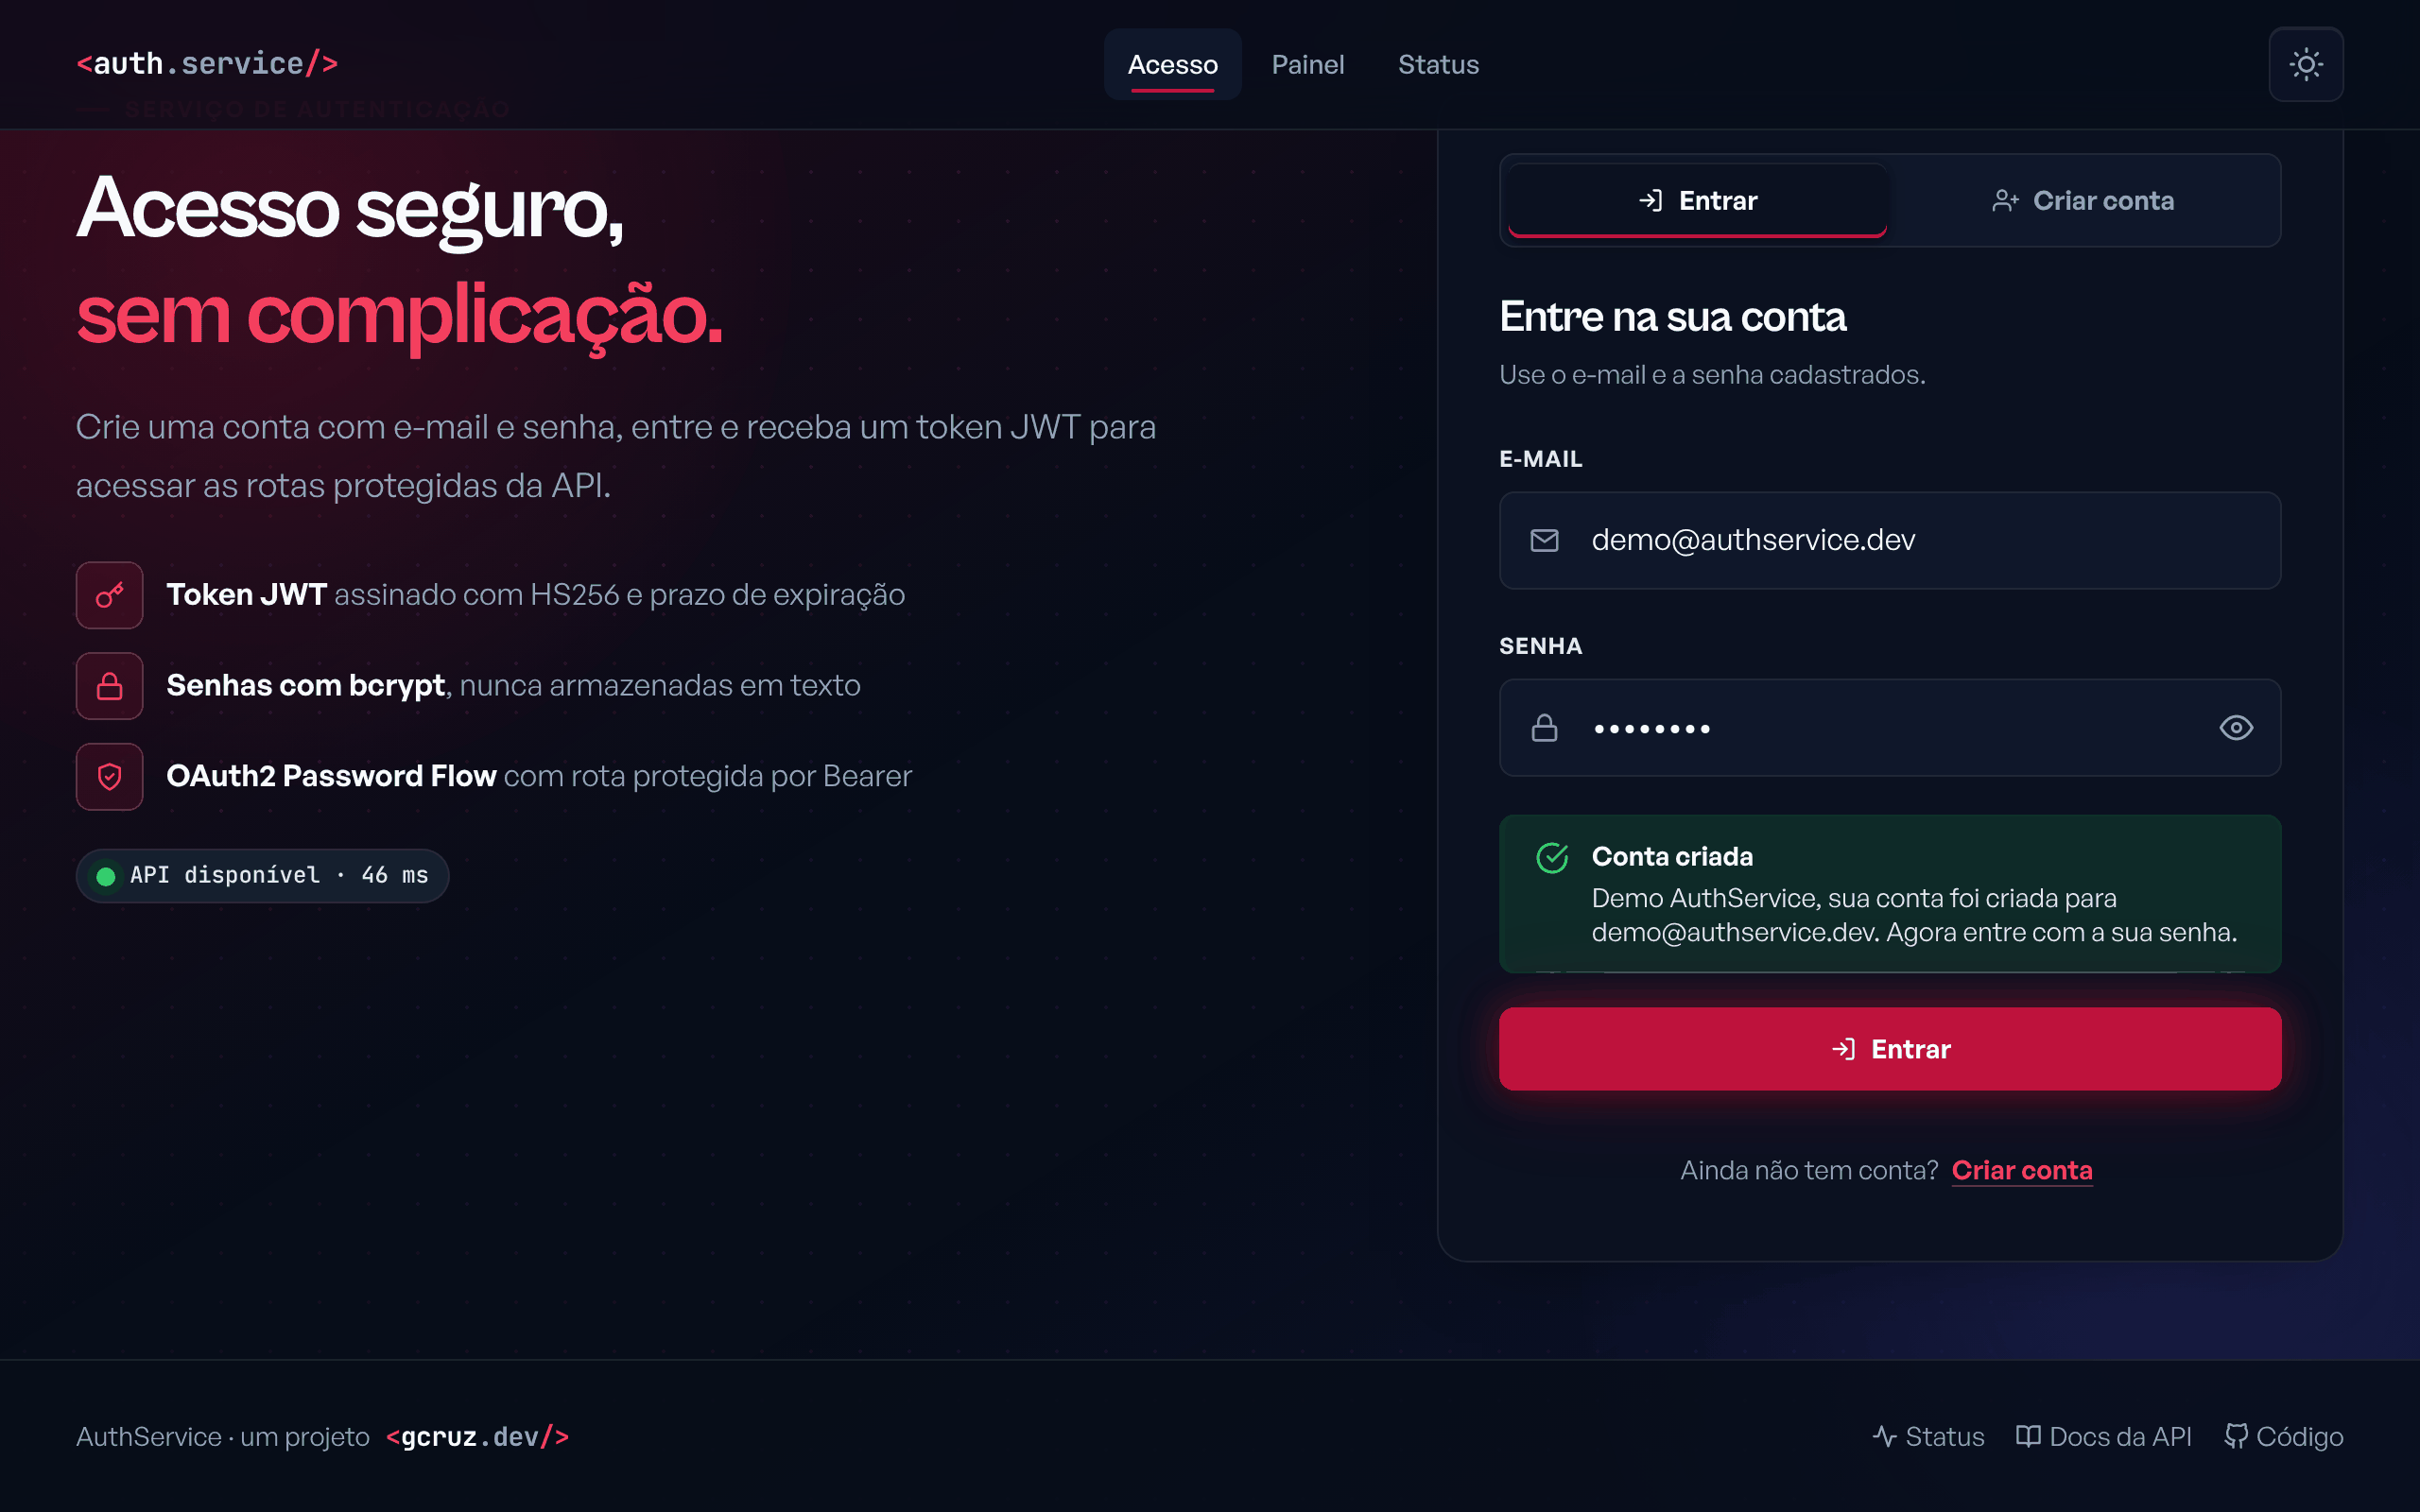 <auth.service/>
Acesso
Painel
Status
SERVIÇO DE AUTENTICAÇÃO
Acesso seguro,
sem complicação.
Crie uma conta com e-mail e senha, entre e receba um token JWT para
acessar as rotas protegidas da API.
Token JWT assinado com HS256 e prazo de expiração
Senhas com bcrypt, nunca armazenadas em texto
OAuth2 Password Flow com rota protegida por Bearer
API disponível · 46 ms
Entrar
Criar conta
Entre na sua conta
Use o e-mail e a senha cadastrados.
E-MAIL
demo@authservice.dev
SENHA
••••••••
Conta criada
Demo AuthService, sua conta foi criada para
demo@authservice.dev. Agora entre com a sua senha.
Entrar
Ainda não tem conta? Criar conta
AuthService · um projeto <gcruz.dev/>
Status
Docs da API
Código